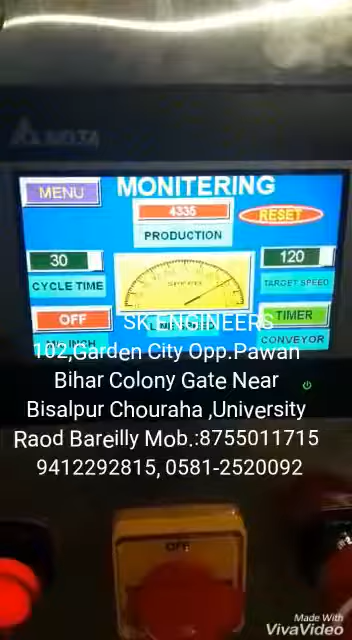 DELTA
MENU
MONITERING
4335
RESET
PRODUCTION
30
120
SPEED
CYCLE TIME
TARGET SPEED
OFF
SK ENGINEERS
TIMER
INCH
CONVEYOR
102,Garden City Opp.Pawan
Bihar Colony Gate Near
Bisalpur Chouraha ,University
Raod Bareilly Mob.:8755011715
9412292815, 0581-2520092
OFF
Made With
VivaVideo